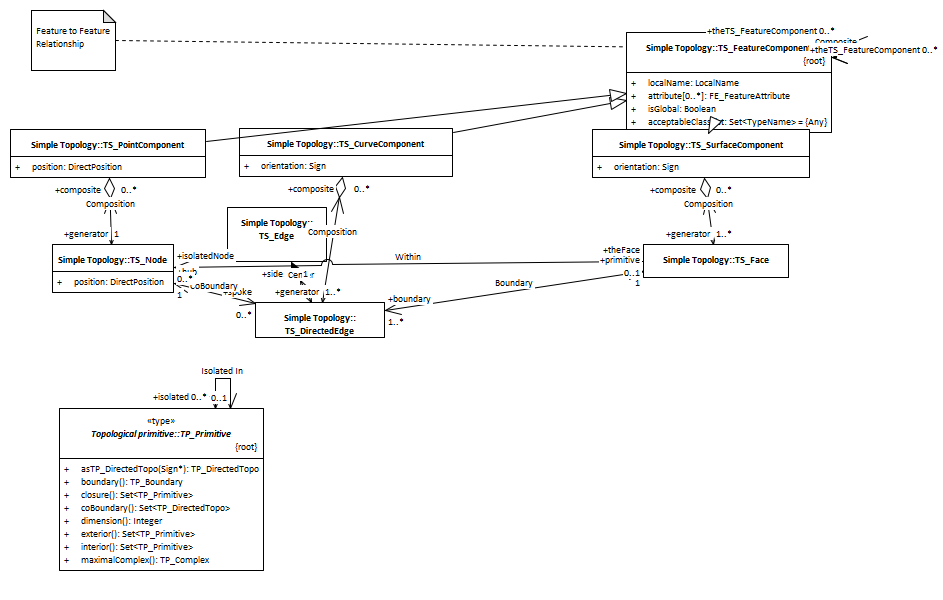 Feature to Feature
Relationship
+theTS_FeatureComponent 0..*
Composite
Simple Topology::TS_FeatureComponent
+theTS_FeatureComponent 0..*
{root}
+ localName: LocalName
+ attribute[0..*]: FE_FeatureAttribute
+ isGlobal: Boolean
: Set<TypeName> = {Any}
Simple Topology::TS_PointComponent
+ position: DirectPosition
Simple Topology::TS_CurveComponent
+ orientation: Sign
Simple Topology::TS_SurfaceComponent
+ orientation: Sign
+composite 0..*
Composition
+generator 1
+composite 0..*
Composition
+generator 1..*
+composite 0..*
Composition
+generator 1..*
Simple Topology::
TS_Edge
Simple Topology::TS_Node
+ position: DirectPosition
+isolatedNode
+hub
0..*
1
CoBoundary
+spoke
0..*
+side
Center
1
Within
+theFace
+primitive
0..1
1
Simple Topology::TS_Face
Boundary
+boundary
1..*
Simple Topology::
TS_DirectedEdge
Isolated In
+isolated 0..* 0..1
«type»
Topological primitive::TP_Primitive
{root}
+ asTP_DirectedTopo(Sign*): TP_DirectedTopo
+ boundary(): TP_Boundary
+ closure(): Set<TP_Primitive>
+ coBoundary(): Set<TP_DirectedTopo>
+ dimension(): Integer
+ exterior(): Set<TP_Primitive>
+ interior(): Set<TP_Primitive>
+ maximalComplex(): TP_Complex